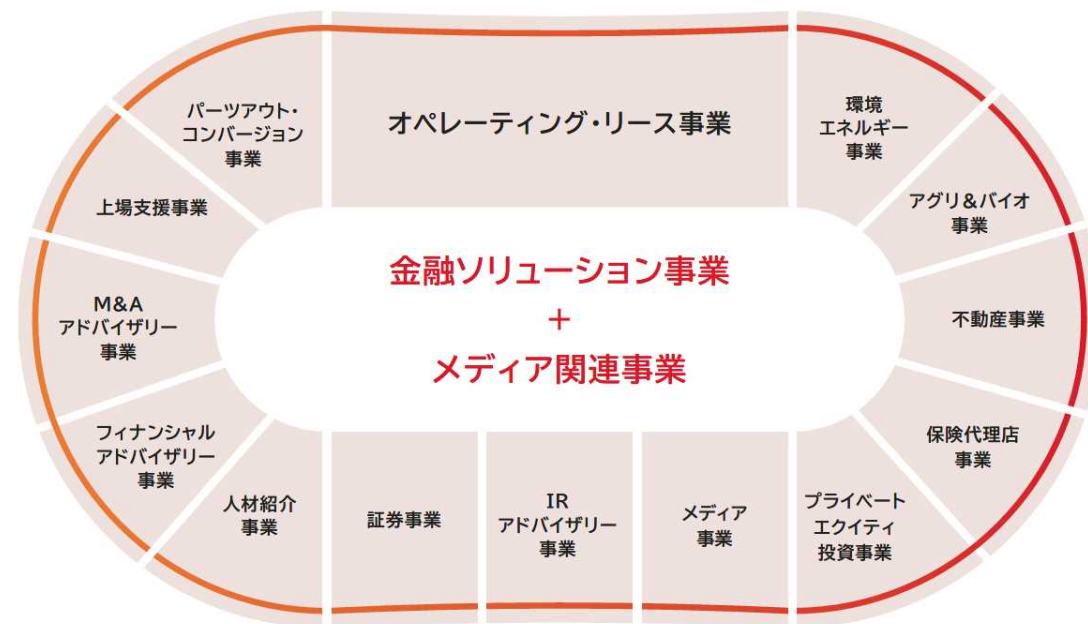 オペレーティング・リース事業
環境
エネルギー
事業
アグリ&バイオ
事業
不動産事業
保険代理店
事業
プライベート
エクイティ
投資事業
メディア
事業
IR
アドバイザリー
事業
証券事業
人材紹介
事業
フィナンシャル
アドバイザリー
事業
M&A
アドバイザリー
事業
上場支援事業
パーツアウト・
コンバージョン
事業
金融ソリューション事業
+
メディア関連事業